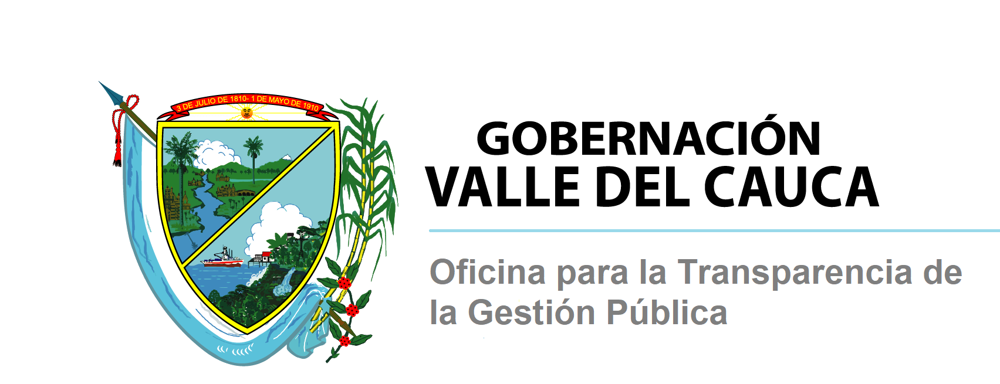 3 DE JULIO DE 1810- 1 DE MAYO DE 1910
GOBERNACIÓN
VALLE DEL CAUCA
Oficina para la Transparencia de
la Gestión Pública